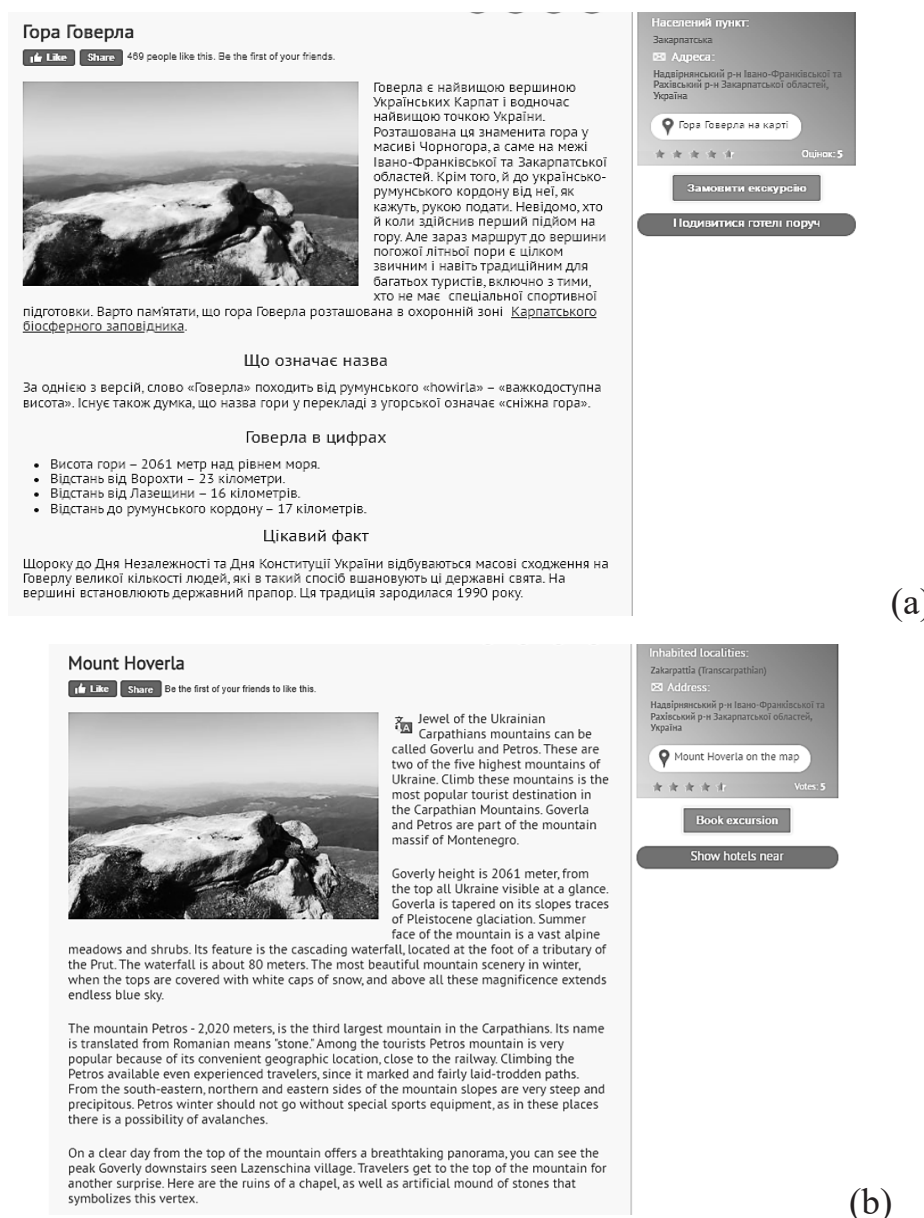 Гора Говерла
Like Share 469 people like this. Be the first of your friends.
Говерла є найвищою вершиною
Українських Карпат і водночас
найвищою точкою України.
Розташована ця знаменита гора у
масиві Чорногора, а саме на межі
Івано-Франківської та Закарпатської
областей. Крім того, й до українсько-
румунського кордону від неї, як
кажуть, рукою подати. Невідомо, хто
й коли здійснив перший підйом на
гору. Але зараз маршрут до вершини
погожої літньої пори є цілком
звичним і навіть традиційним для
багатьох туристів, включно з тими,
хто не має спеціальної спортивної
підготовки. Варто пам'ятати, що гора Говерла розташована в охоронній зоні Карпатського
біосферного заповідника.
Що означає назва
За однією з версій, слово «Говерла» походить від румунського «howirla» – «важкодоступна
висота». Існує також думка, що назва гори у перекладі з угорської означає «сніжна гора».
Говерла в цифрах
• Висота гори – 2061 метр над рівнем моря.
• Відстань від Ворохти – 23 кілометри.
• Відстань від Лазещини – 16 кілометрів.
• Відстань до румунського кордону – 17 кілометрів.
Цікавий факт
Щороку до Дня Незалежності та Дня Конституції України відбуваються масові сходження на
Говерлу великої кількості людей, які в такий спосіб вшановують ці державні свята. На
вершині встановлюють державний прапор. Ця традиція зародилася 1990 року.
Населений пункт:
Закарпатська
Адреса:
Надвірнянський р-н Івано-Франківської та
Рахівський р-н Закарпатської областей,
Україна
Гора Говерла на карті
Оцінок: 5
Замовити екскурсію
Подивитися готелі поруч
(a)
Mount Hoverla
Like Share Be the first of your friends to like this.
Jewel of the Ukrainian
Carpathians mountains can be
called Goverlu and Petros. These are
two of the five highest mountains of
Ukraine. Climb these mountains is the
most popular tourist destination in
the Carpathian Mountains. Goverla
and Petros are part of the mountain
massif of Montenegro.
Goverly height is 2061 meter, from
the top all Ukraine visible at a glance.
Goverla is tapered on its slopes traces
of Pleistocene glaciation. Summer
face of the mountain is a vast alpine
meadows and shrubs. Its feature is the cascading waterfall, located at the foot of a tributary of
the Prut. The waterfall is about 80 meters. The most beautiful mountain scenery in winter,
when the tops are covered with white caps of snow, and above all these magnificence extends
endless blue sky.
The mountain Petros - 2,020 meters, is the third largest mountain in the Carpathians. Its name
is translated from Romanian means "stone." Among the tourists Petros mountain is very
popular because of its convenient geographic location, close to the railway. Climbing the
Petros available even experienced travelers, since it marked and fairly laid-trodden paths.
From the south-eastern, northern and eastern sides of the mountain slopes are very steep and
precipitous. Petros winter should not go without special sports equipment, as in these places
there is a possibility of avalanches.
On a clear day from the top of the mountain offers a breathtaking panorama, you can see the
peak Goverly downstairs seen Lazenschina village. Travelers get to the top of the mountain for
another surprise. Here are the ruins of a chapel, as well as artificial mound of stones that
symbolizes this vertex.
Inhabited localities:
Zakarpattia (Transcarpathian)
Address:
Надвірнянський р-н Івано-Франківської та
Рахівський р-н Закарпатської областей,
Україна
Mount Hoverla on the map
Votes: 5
Book excursion
Show hotels near
(b)